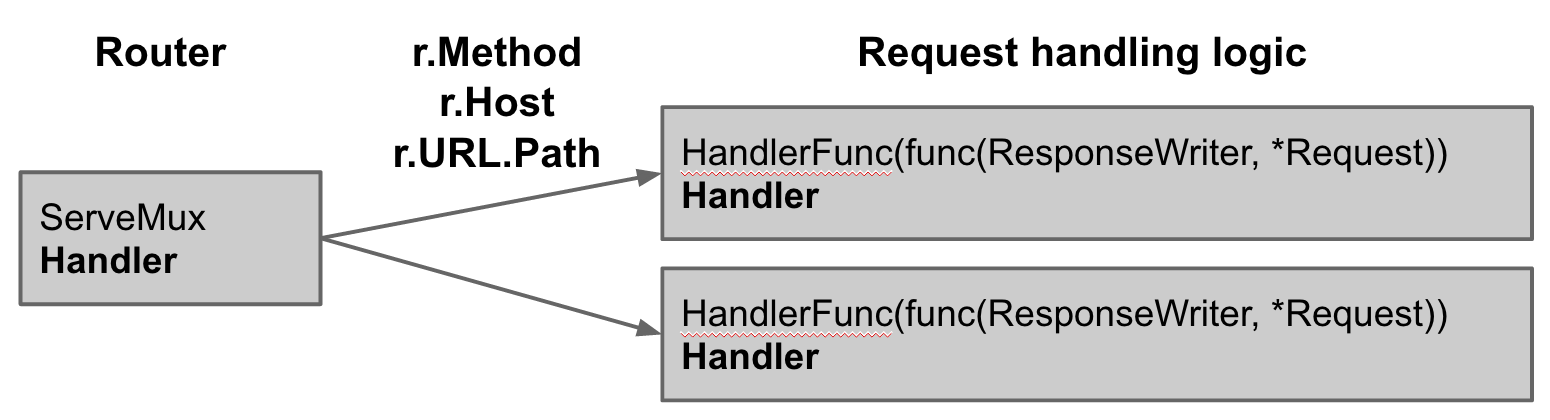 Router
r.Method
r.Host
r.URL.Path
Request handling logic
ServeMux
Handler
HandlerFunc(func(ResponseWriter, *Request))
Handler
HandlerFunc(func(ResponseWriter, *Request))
Handler